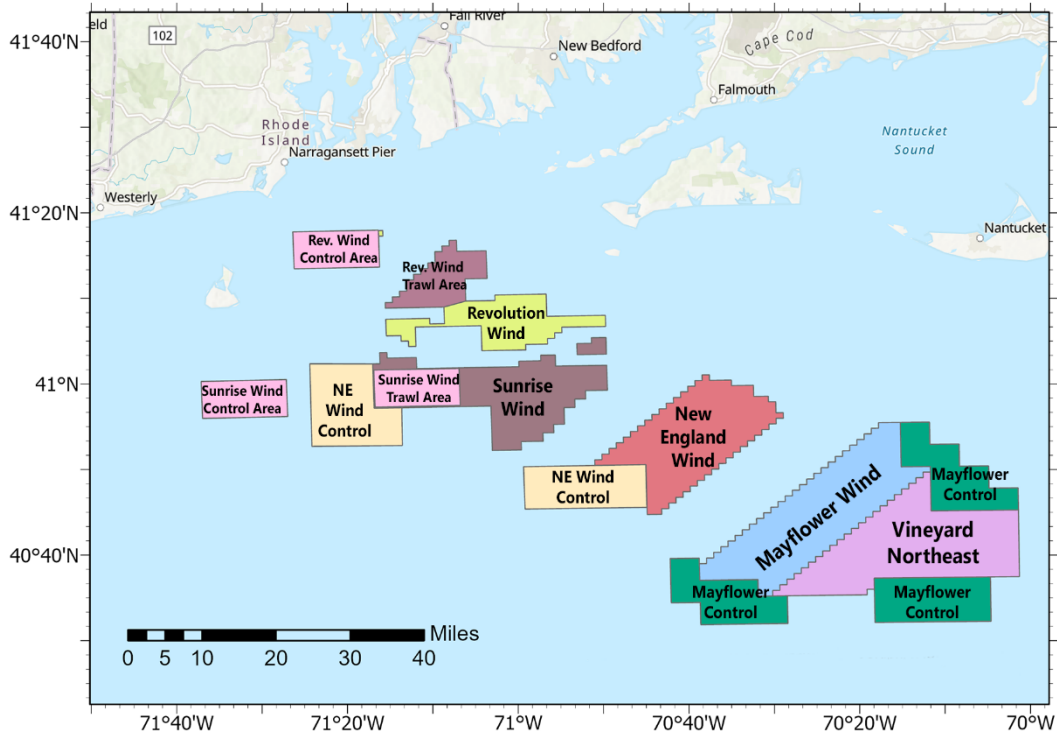 Fall River
eld
102
New Bedford
Cape Cod
Falmouth
Rhode
Island
Narragansett Pier
Nantucket
Sound
Westerly
Nantucket
41°40'N
41°20'N
41°N
40°40'N
Rev. Wind
Control Area
Rev. Wind
Trawl Area
Revolution
Wind
Sunrise Wind
Control Area
NE
Wind
Control
Sunrise Wind
Trawl Area
Sunrise
Wind
New
England
Wind
NE Wind
Control
Mayflower Wind
Mayflower
Control
Vineyard
Northeast
Mayflower
Control
Mayflower
Control
Miles
0 5 10 20 30 40
71°40'W 71°20'W 71°W 70°40'W 70°20'W 70°W